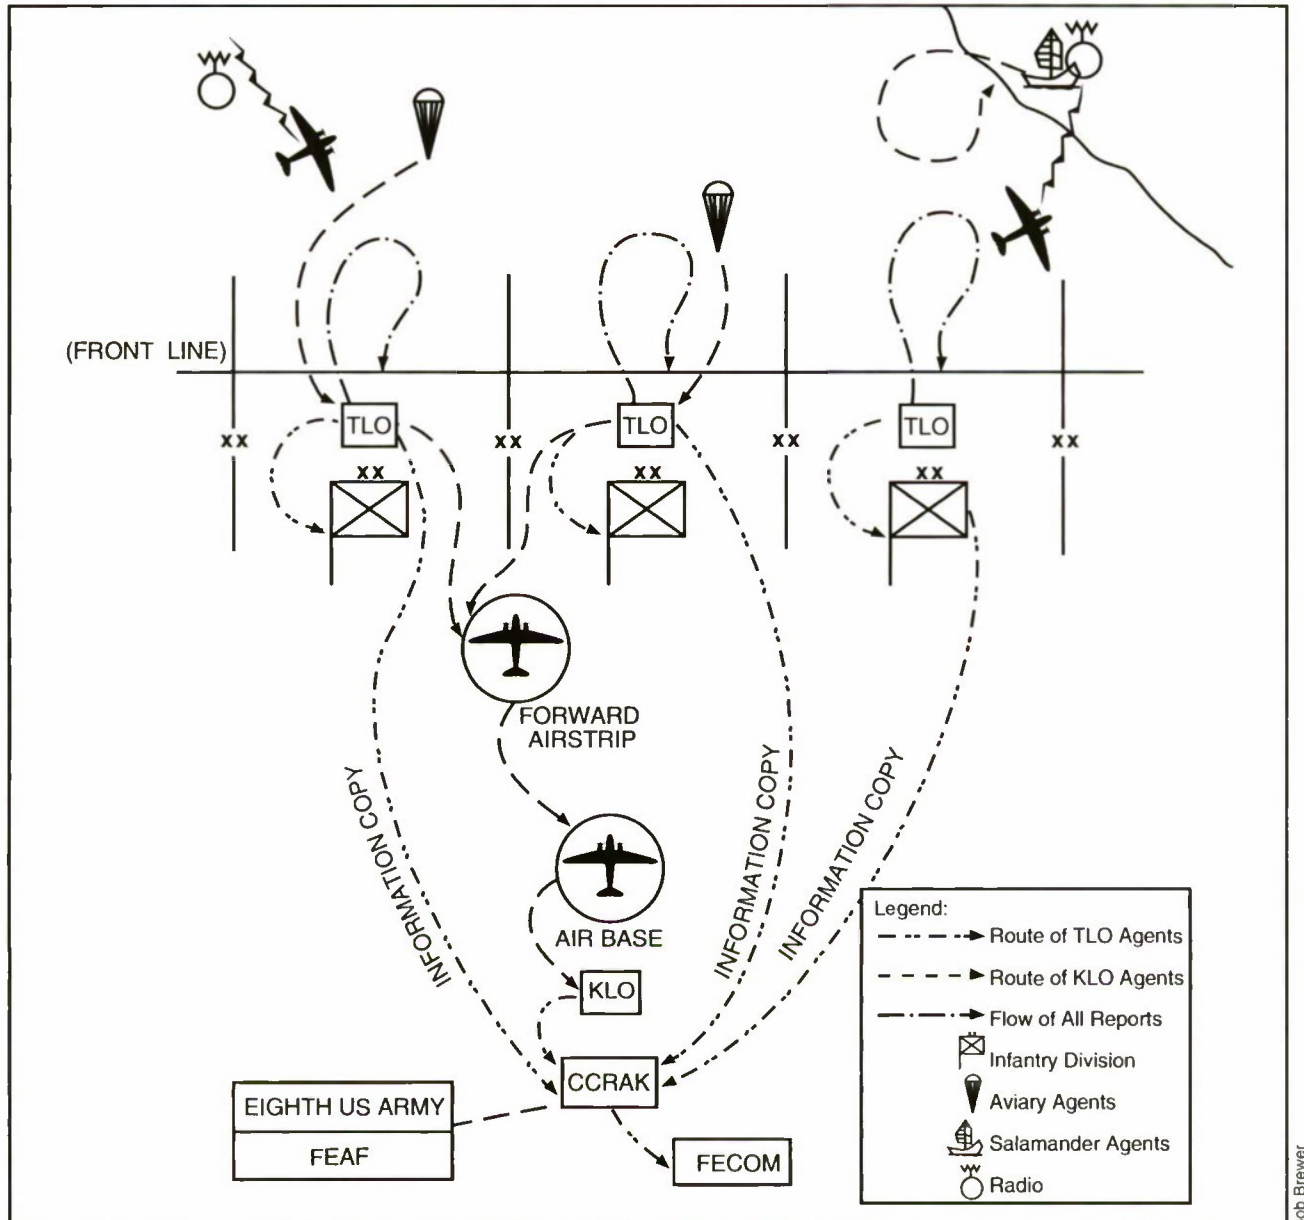 (FRONT LINE)
XX
XX
XX
XX
TLO
TLO
TLO
XX
XX
XX
FORWARD
AIRSTRIP
INFORMATION COPY
INFORMATION COPY
INFORMATION COPY
AIR BASE
KLO
CCRAK
EIGHTH US ARMY
FEAF
FECOM
Legend:
Route of TLO Agents
Route of KLO Agents
Flow of All Reports
Infantry Division
Aviary Agents
Salamander Agents
Radio
Brewer